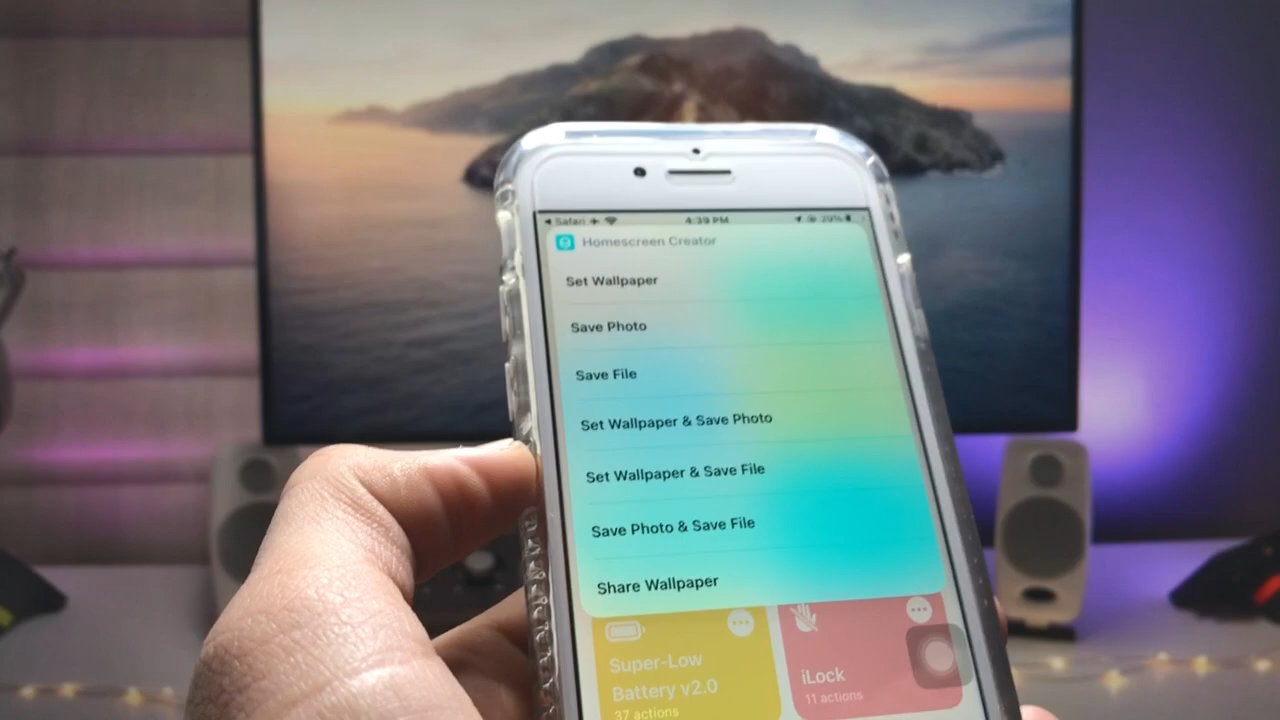 Safari
4:39 PM
29%
Homescreen Creator
Set Wallpaper
Save Photo
Save File
Set Wallpaper & Save Photo
Set Wallpaper & Save File
Save Photo & Save File
Share Wallpaper
Super-Low
Battery v2.0
37 actions
iLock
11 actions